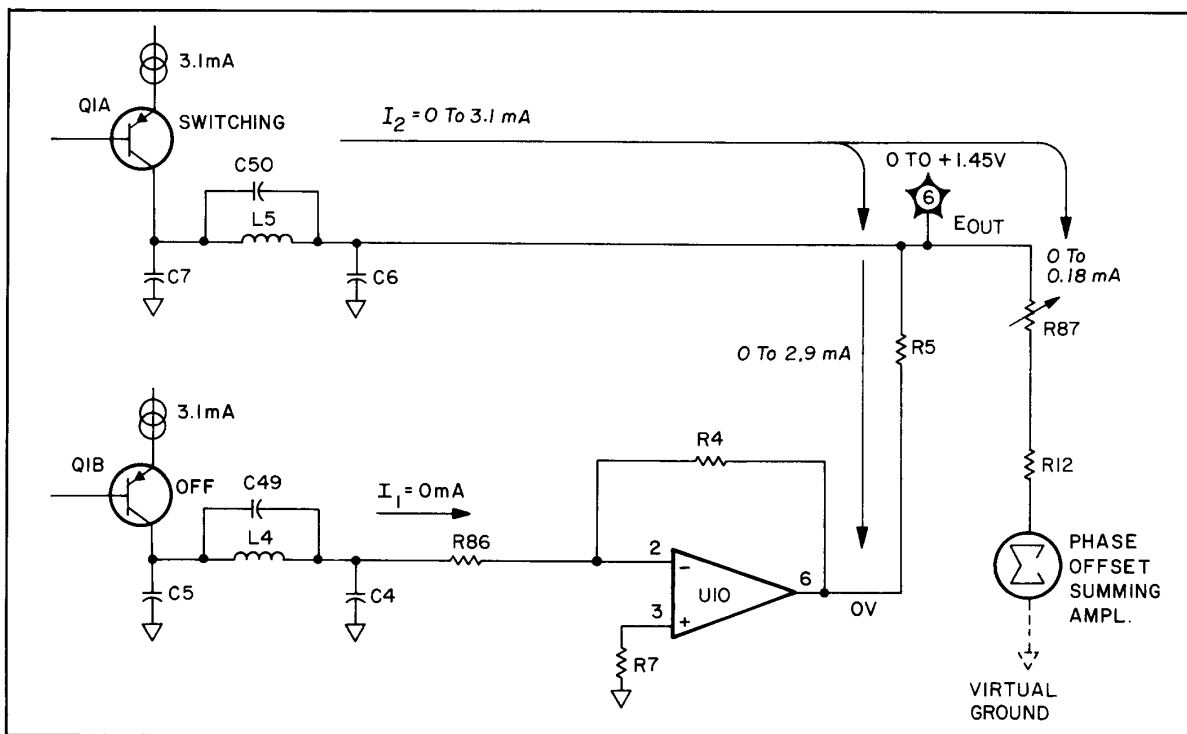 3.1mA
Q1A
SWITCHING
I₂ = 0 TO 3.1 mA
C50
L5
0 TO +1.45V
6
EOUT
C7
C6
0 TO
0.18 mA
R87
R5
0 TO 2.9 mA
3.1mA
Q1B
OFF
C49
I₁ = 0mA
R4
R12
L4
R86
2
−
U10
6
PHASE
OFFSET
SUMMING
AMPL.
Σ
C5
C4
3
+
0V
R7
VIRTUAL
GROUND